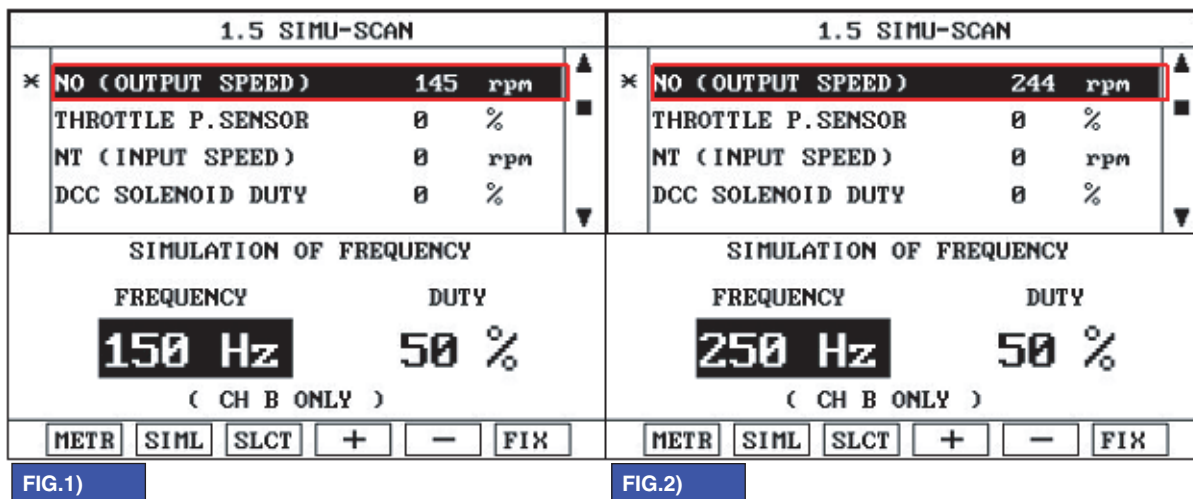 1.5 SIMU-SCAN
* NO (OUTPUT SPEED) 145 rpm
THROTTLE P.SENSOR 0 %
NT (INPUT SPEED) 0 rpm
DCC SOLENOID DUTY 0 %
SIMULATION OF FREQUENCY
FREQUENCY DUTY
150 Hz 50 %
( CH B ONLY )
METR SIML SLCT + - FIX
FIG.1)
1.5 SIMU-SCAN
* NO (OUTPUT SPEED) 244 rpm
THROTTLE P.SENSOR 0 %
NT (INPUT SPEED) 0 rpm
DCC SOLENOID DUTY 0 %
SIMULATION OF FREQUENCY
FREQUENCY DUTY
250 Hz 50 %
( CH B ONLY )
METR SIML SLCT + - FIX
FIG.2)